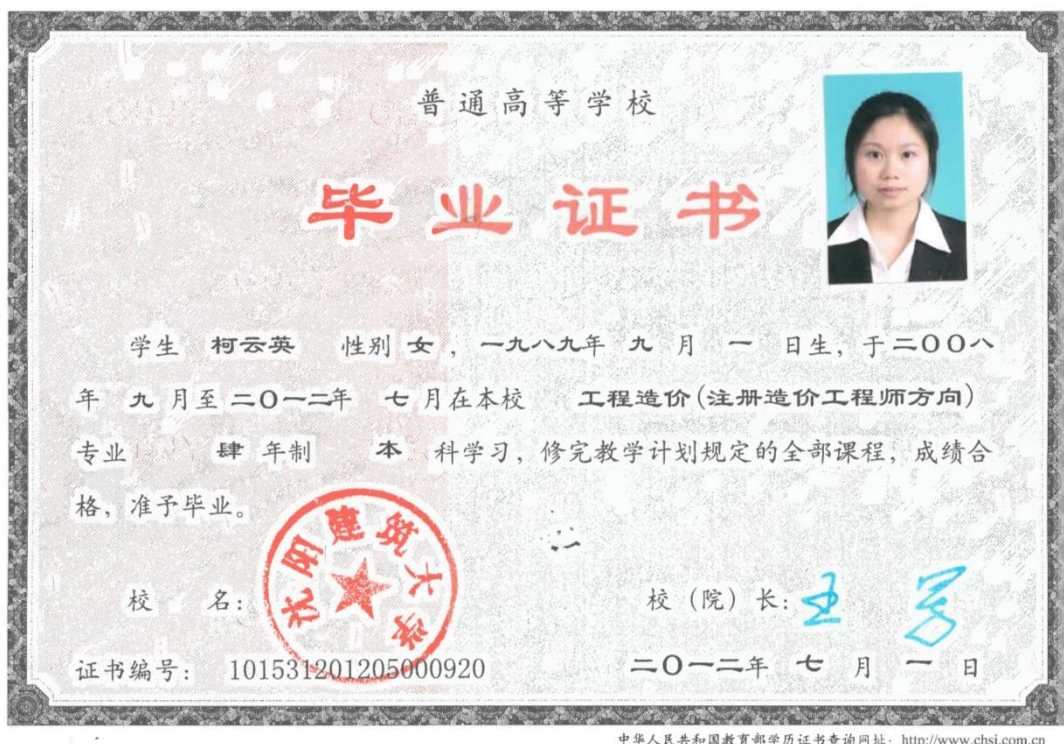 普通高等学校
毕业证书
学生 柯云英 性别 女 ，一九八九年 九 月 一 日生，于二〇〇八
年 九 月至 二〇一二年 七 月在本校 工程造价(注册造价工程师方向)
专业 肆 年制 本 科学习，修完教学计划规定的全部课程，成绩合
格，准予毕业。
沈阳建筑大学
校 名：
校（院）长：
证书编号： 101531201205000920
二〇一二年 七 月 一 日
中华人民共和国教育部学历证书查询网址：http://www.chsi.com.cn